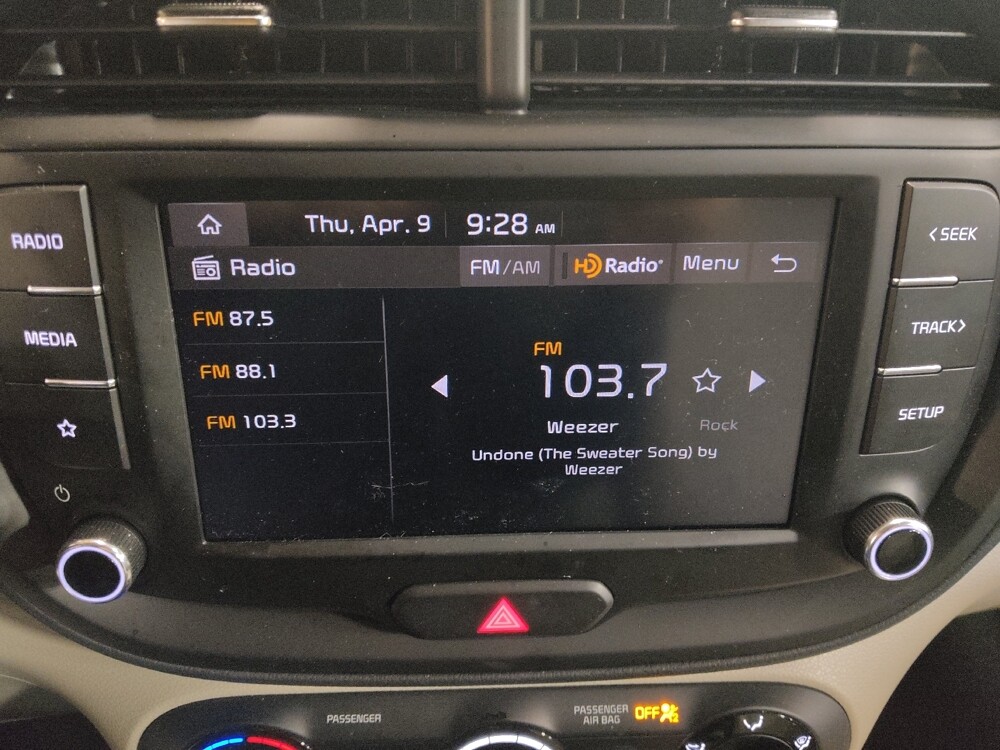 Thu, Apr. 9 9:28 AM
RADIO
Radio FM/AM HD Radio® Menu
< SEEK
FM 87.5
MEDIA
FM 88.1
FM 103.3
FM
103.7
Weezer Rock
Undone (The Sweater Song) by
Weezer
TRACK >
SETUP
PASSENGER
PASSENGER
AIR BAG
OFF 2